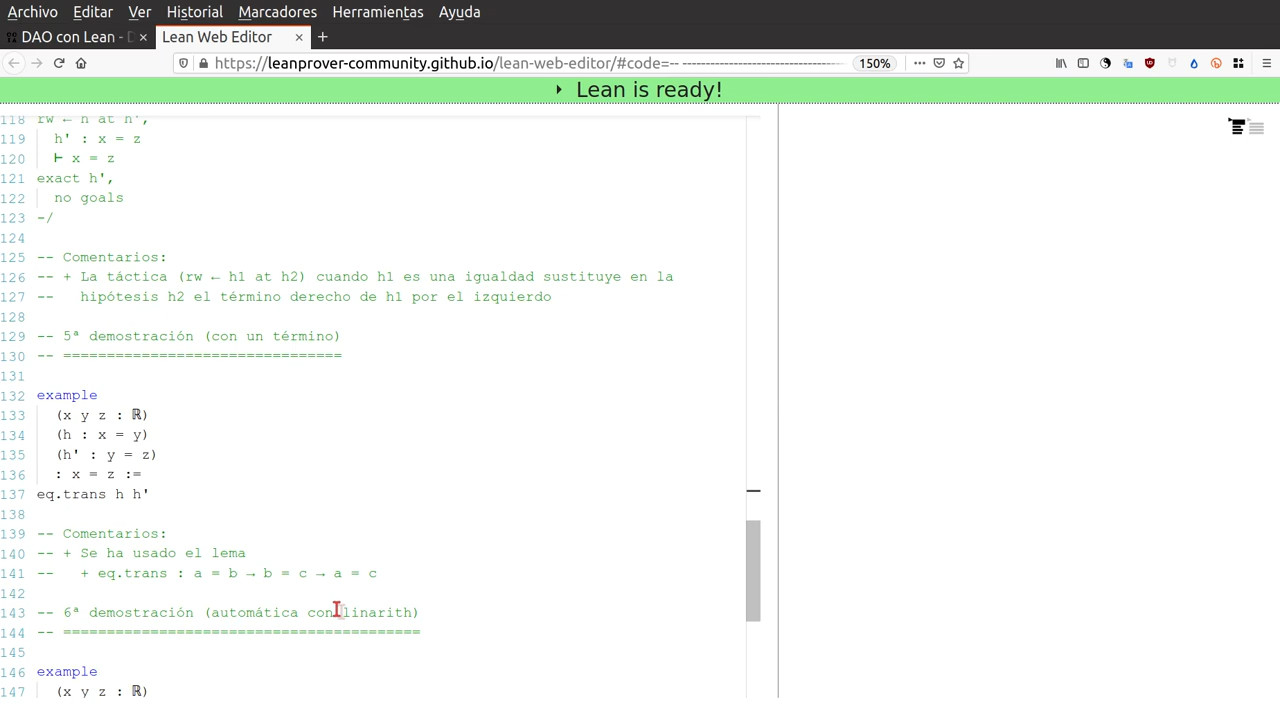 Archivo Editar Ver Historial Marcadores Herramientas Ayuda
DAO con Lean - D × Lean Web Editor × +
https://leanprover-community.github.io/lean-web-editor/#code=-- ----------------------------------- 150%
Lean is ready!
118 rw ← h at h',
119 h' : x = z
120 ⊢ x = z
121 exact h',
122 no goals
123 -/
124
125 -- Comentarios:
126 -- + La táctica (rw ← h1 at h2) cuando h1 es una igualdad sustituye en la
127 -- hipótesis h2 el término derecho de h1 por el izquierdo
128
129 -- 5ª demostración (con un término)
130 -- ================================
131
132 example
133 (x y z : ℝ)
134 (h : x = y)
135 (h' : y = z)
136 : x = z :=
137 eq.trans h h'
138
139 -- Comentarios:
140 -- + Se ha usado el lema
141 -- + eq.trans : a = b → b = c → a = c
142
143 -- 6ª demostración (automática con linarith)
144 -- =========================================
145
146 example
147 (x y z : ℝ)